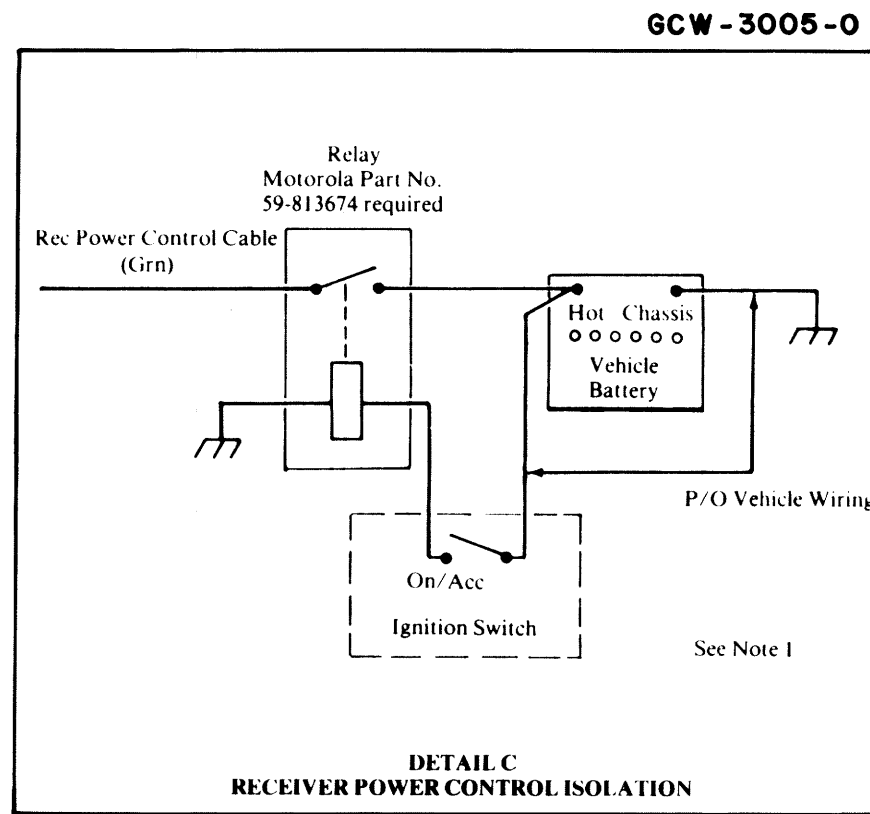 GCW-3005-0
Relay
Motorola Part No.
59-813674 required
Rec Power Control Cable
(Grn)
Hot Chassis
Vehicle
Battery
P/O Vehicle Wiring
On/Acc
Ignition Switch
See Note 1
DETAIL C
RECEIVER POWER CONTROL ISOLATION